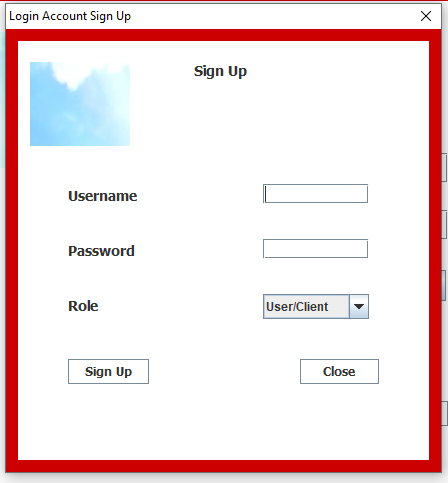 Login Account Sign Up
Sign Up
Username
Password
Role
User/Client
Sign Up
Close